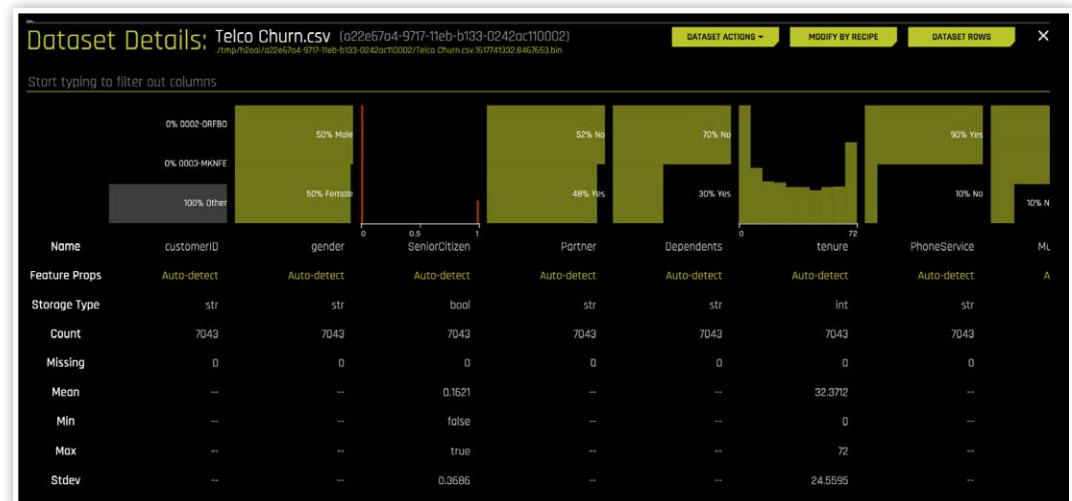 Dataset Details: Telco Churn.csv (a22e67a4-9717-11eb-b133-0242ac110002)
./tmp/h2oai/a22e67a4-9717-11eb-b133-0242ac110002/Telco Churn.csv.1617741332.8467653.bin
DATASET ACTIONS
MODIFY BY RECIPE
DATASET ROWS
Start typing to filter out columns
0% 0002-ORFBO
50% Male
52% No
70% No
90% Yes
0% 0003-MKNFE
100% Other
50% Female
48% Yes
30% Yes
10% No
10% N
0 0.5 1
0 72
Name customerID gender SeniorCitizen Partner Dependents tenure PhoneService Mu
Feature Props Auto-detect Auto-detect Auto-detect Auto-detect Auto-detect Auto-detect Auto-detect A
Storage Type str str bool str str int str
Count 7043 7043 7043 7043 7043 7043 7043
Missing 0 0 0 0 0 0 0
Mean -- -- 0.1621 -- -- 32.3712 --
Min -- -- false -- -- 0 --
Max -- -- true -- -- 72 --
Stdev -- -- 0.3686 -- -- 24.5595 --